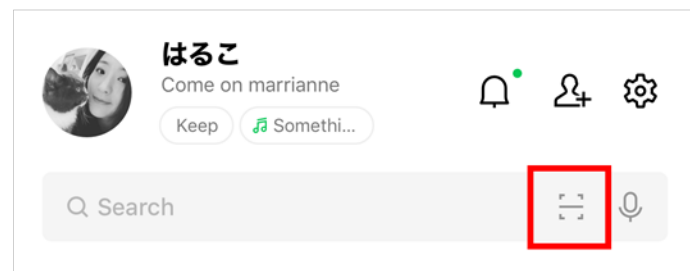 はるこ
Come on marrianne
Keep
Somethi...
Search